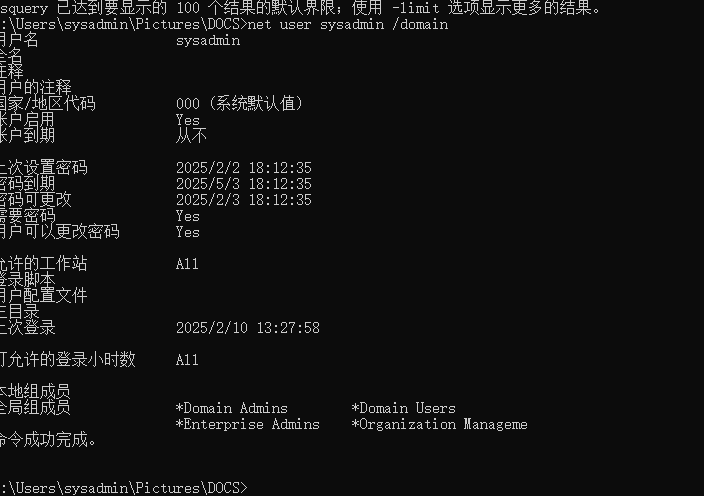 squery 已达到要显示的 100 个结果的默认界限；使用 -limit 选项显示更多的结果。
:\Users\sysadmin\Pictures\DOCS>net user sysadmin /domain
用户名 sysadmin
全名
注释
用户的注释
国家/地区代码 000 (系统默认值)
帐户启用 Yes
帐户到期 从不
上次设置密码 2025/2/2 18:12:35
密码到期 2025/5/3 18:12:35
密码可更改 2025/2/3 18:12:35
需要密码 Yes
用户可以更改密码 Yes
允许的工作站 All
登录脚本
用户配置文件
主目录
上次登录 2025/2/10 13:27:58
可允许的登录小时数 All
本地组成员
全局组成员 *Domain Admins *Domain Users
*Enterprise Admins *Organization Manageme
命令成功完成。
:\Users\sysadmin\Pictures\DOCS>